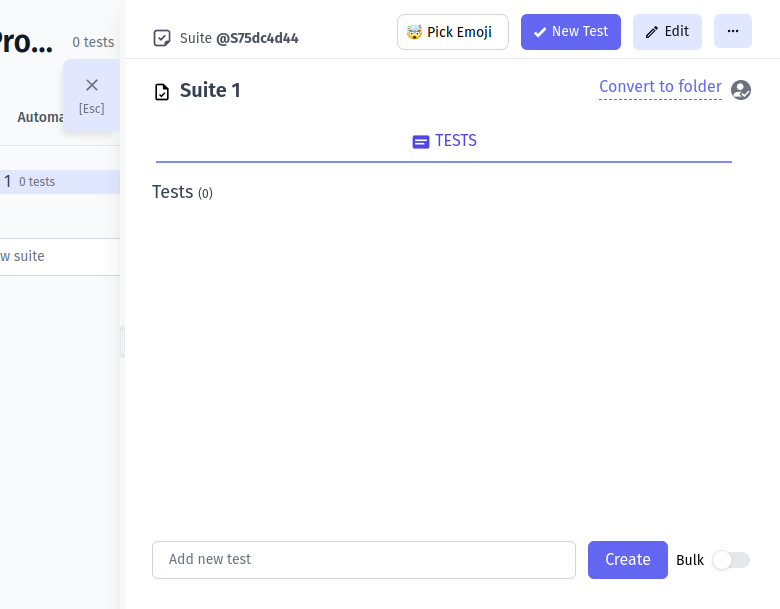 Pro... 0 tests
[Esc]
Automa
1 0 tests
w suite
Suite @S75dc4d44
🤯 Pick Emoji
New Test
Edit
...
Suite 1
Convert to folder
TESTS
Tests (0)
Add new test
Create
Bulk